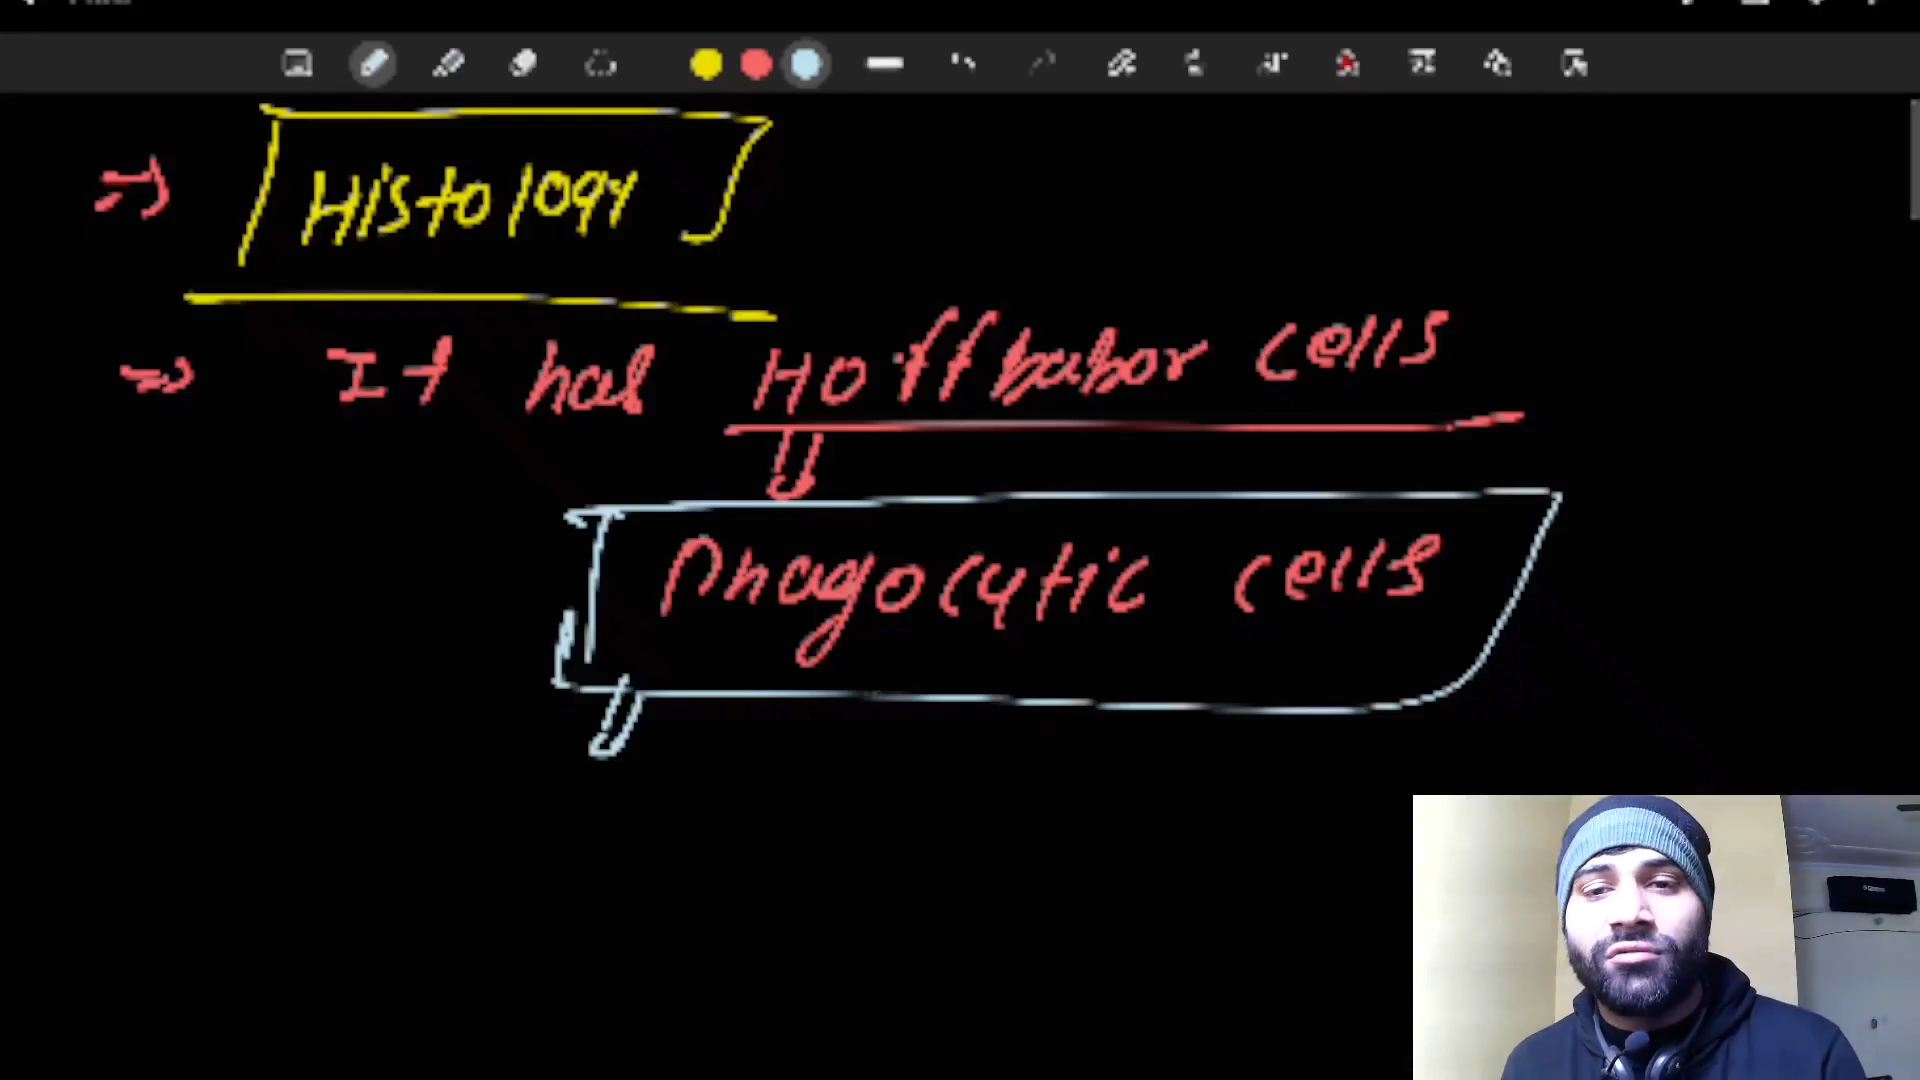 => Histology
=> It has Hoffbabor cells
Phagocytic cells